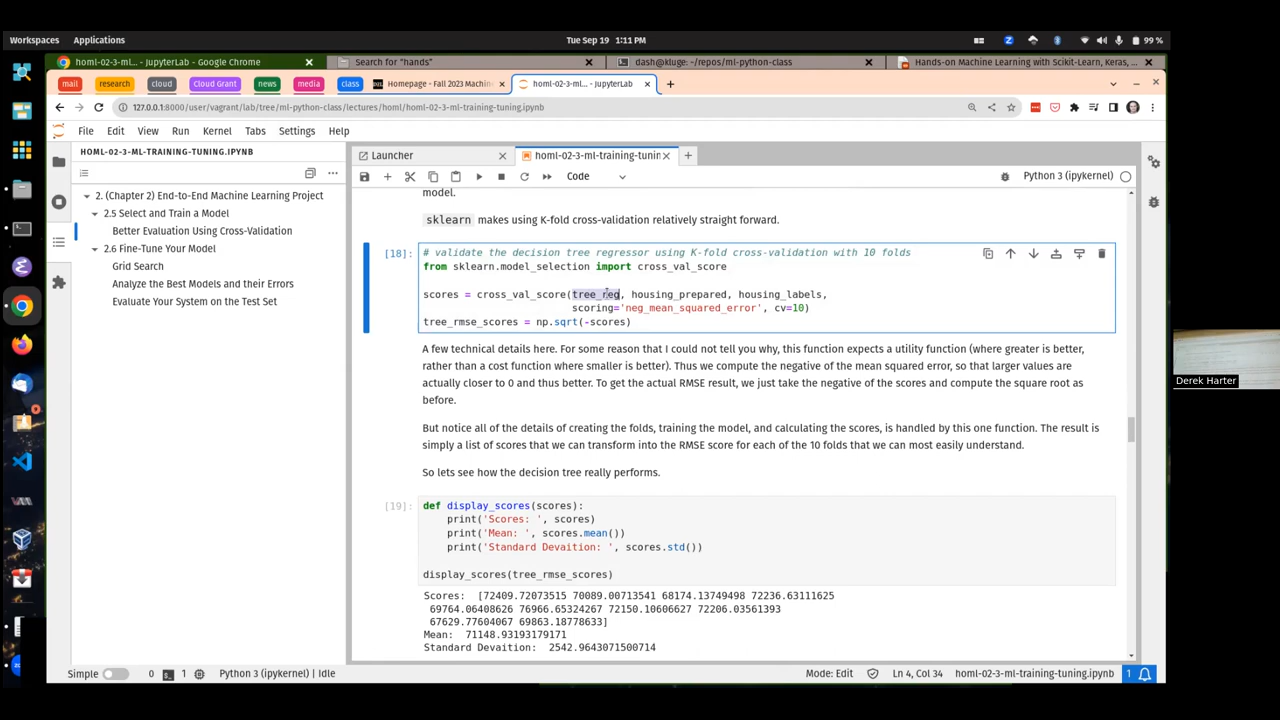 Workspaces Applications Tue Sep 19 1:11 PM 99 %
homl-02-3-ml... - JupyterLab - Google Chrome Search for "hands" dash@kluge: ~/repos/ml-python-class Hands-on Machine Learning with Scikit-Learn, Keras, ...
mail research cloud Cloud Grant news media class Homepage - Fall 2023 Machin homl-02-3-ml... - JupyterLab
127.0.0.1:8000/user/vagrant/lab/tree/ml-python-class/lectures/homl/homl-02-3-ml-training-tuning.ipynb
File Edit View Run Kernel Tabs Settings Help
HOML-02-3-ML-TRAINING-TUNING.IPYNB
2. (Chapter 2) End-to-End Machine Learning Project
2.5 Select and Train a Model
Better Evaluation Using Cross-Validation
2.6 Fine-Tune Your Model
Grid Search
Analyze the Best Models and their Errors
Evaluate Your System on the Test Set
Launcher homl-02-3-ml-training-tunin
Code Python 3 (ipykernel)
model.
sklearn makes using K-fold cross-validation relatively straight forward.
[18]: # validate the decision tree regressor using K-fold cross-validation with 10 folds
from sklearn.model_selection import cross_val_score
scores = cross_val_score(tree_reg, housing_prepared, housing_labels,
scoring='neg_mean_squared_error', cv=10)
tree_rmse_scores = np.sqrt(-scores)
A few technical details here. For some reason that I could not tell you why, this function expects a utility function (where greater is better,
rather than a cost function where smaller is better). Thus we compute the negative of the mean squared error, so that larger values are
actually closer to 0 and thus better. To get the actual RMSE result, we just take the negative of the scores and compute the square root as
before.
But notice all of the details of creating the folds, training the model, and calculating the scores, is handled by this one function. The result is
simply a list of scores that we can transform into the RMSE score for each of the 10 folds that we can most easily understand.
So lets see how the decision tree really performs.
[19]: def display_scores(scores):
print('Scores: ', scores)
print('Mean: ', scores.mean())
print('Standard Devaition: ', scores.std())
display_scores(tree_rmse_scores)
Scores: [72409.72073515 70089.00713541 68174.13749498 72236.63111625
69764.06408626 76966.65324267 72150.10606627 72206.03561393
67629.77604067 69863.18778633]
Mean: 71148.93193179171
Standard Devaition: 2542.9643071500714
Simple 0 1 Python 3 (ipykernel) | Idle Mode: Edit Ln 4, Col 34 homl-02-3-ml-training-tuning.ipynb 1
Derek Harter